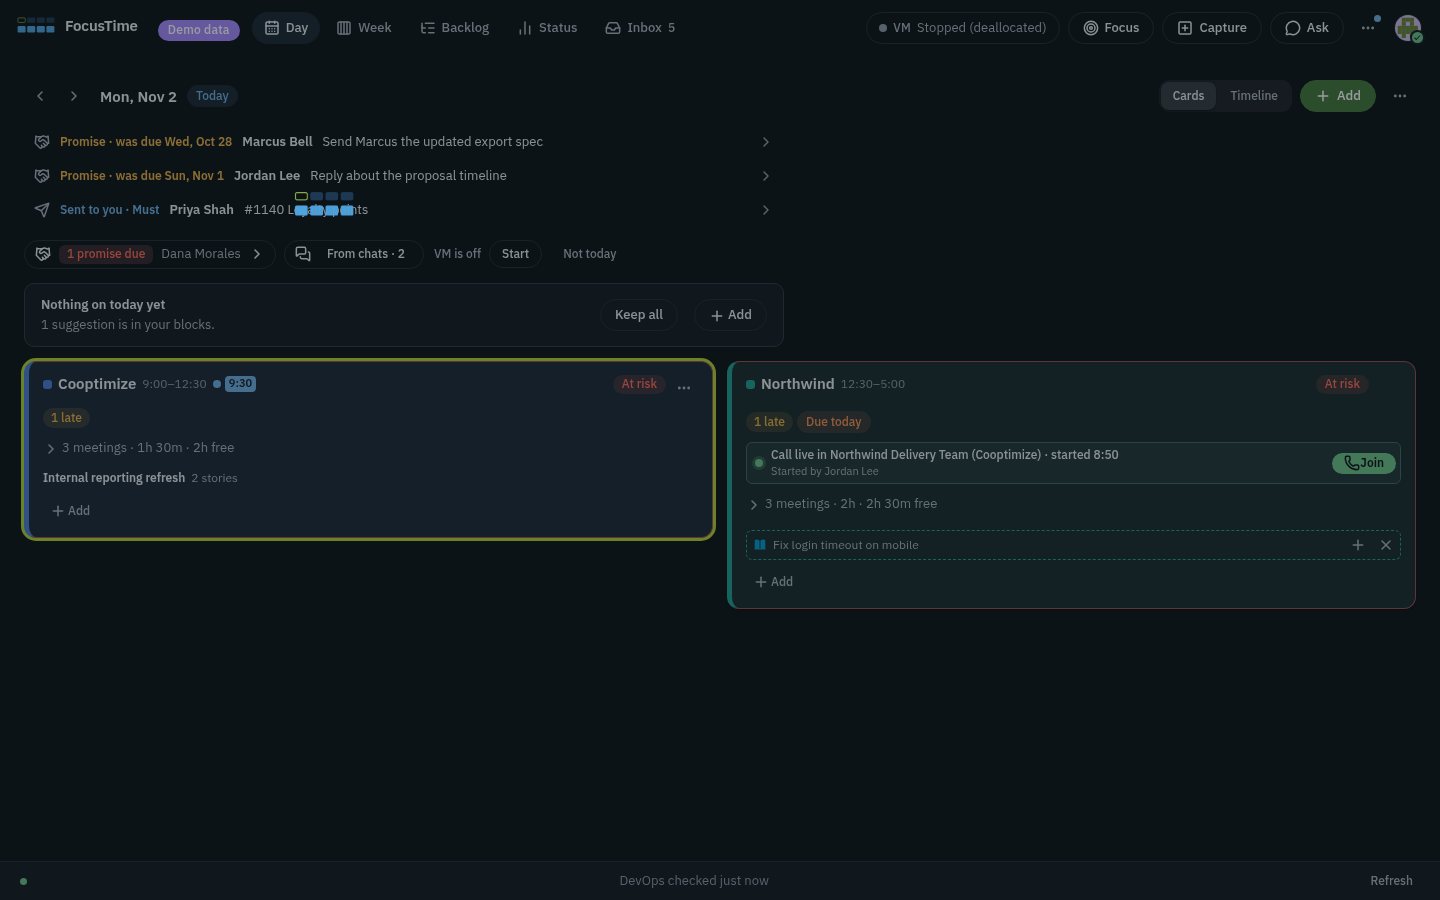 FocusTime
Demo data
Day
Week
Backlog
Status
Inbox 5
VM Stopped (deallocated)
Focus
Capture
Ask
Mon, Nov 2
Today
Cards
Timeline
Add
Promise · was due Wed, Oct 28 Marcus Bell Send Marcus the updated export spec
Promise · was due Sun, Nov 1 Jordan Lee Reply about the proposal timeline
Sent to you · Must Priya Shah #1140
1 promise due Dana Morales
From chats · 2
VM is off
Start
Not today
Nothing on today yet
1 suggestion is in your blocks.
Keep all
Add
Cooptimize 9:00–12:30 9:30
At risk
1 late
3 meetings · 1h 30m · 2h free
Internal reporting refresh 2 stories
Add
Northwind 12:30–5:00
At risk
1 late
Due today
Call live in Northwind Delivery Team (Cooptimize) · started 8:50
Started by Jordan Lee
Join
3 meetings · 2h · 2h 30m free
Fix login timeout on mobile
Add
DevOps checked just now
Refresh